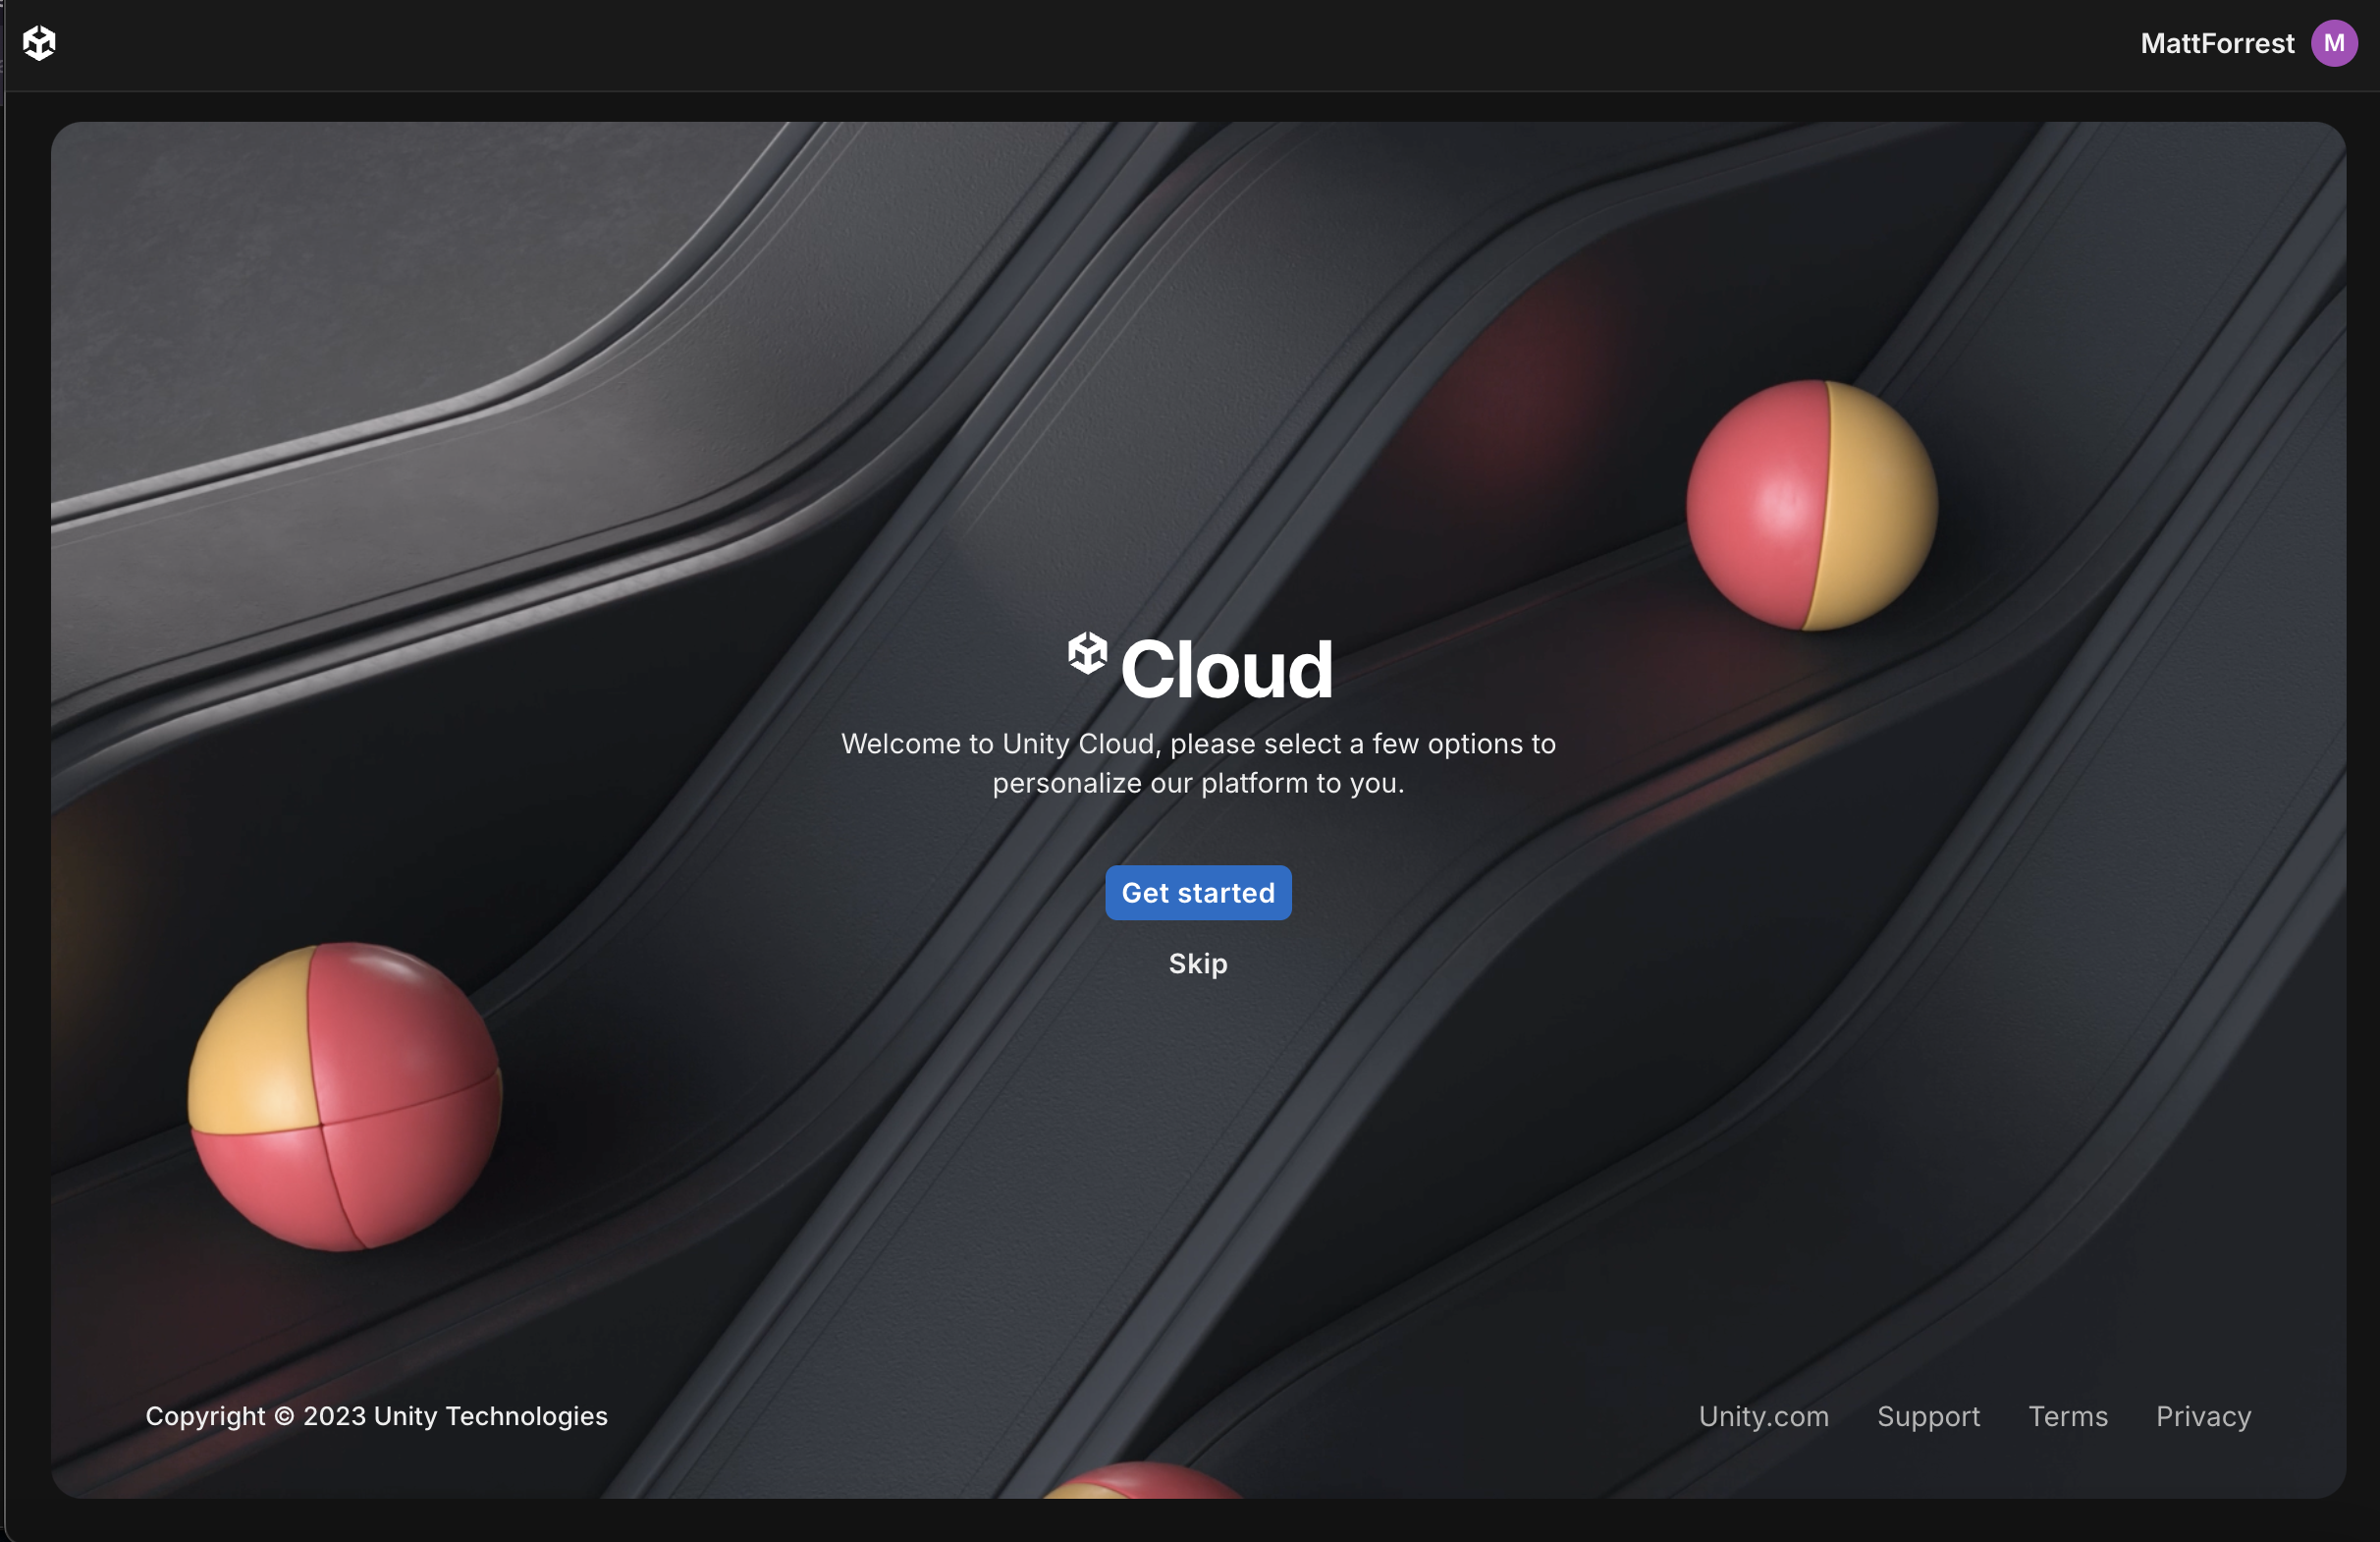 MattForrest M
Cloud
Welcome to Unity Cloud, please select a few options to
personalize our platform to you.
Get started
Skip
Copyright © 2023 Unity Technologies
Unity.com Support Terms Privacy